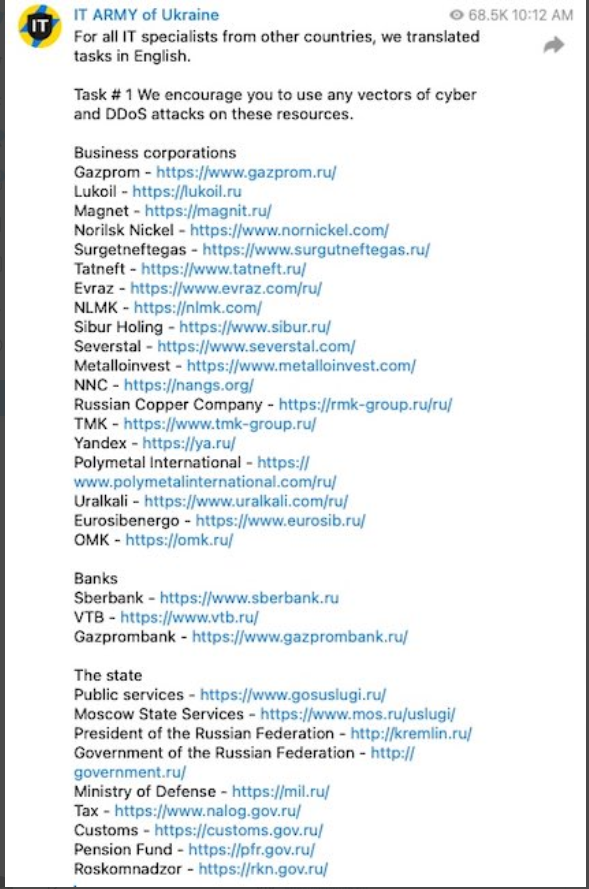 IT
IT ARMY of Ukraine
68.5K 10:12 AM
For all IT specialists from other countries, we translated
tasks in English.
Task # 1 We encourage you to use any vectors of cyber
and DDoS attacks on these resources.
Business corporations
Gazprom - https://www.gazprom.ru/
Lukoil - https://lukoil.ru
Magnet - https://magnit.ru/
Norilsk Nickel - https://www.nornickel.com/
Surgetneftegas - https://www.surgutneftegas.ru/
Tatneft - https://www.tatneft.ru/
Evraz - https://www.evraz.com/ru/
NLMK - https://nlmk.com/
Sibur Holing - https://www.sibur.ru/
Severstal - https://www.severstal.com/
Metalloinvest - https://www.metalloinvest.com/
NNC - https://nangs.org/
Russian Copper Company - https://rmk-group.ru/ru/
TMK - https://www.tmk-group.ru/
Yandex - https://ya.ru/
Polymetal International - https://
www.polymetalinternational.com/ru/
Uralkali - https://www.uralkali.com/ru/
Eurosibenergo - https://www.eurosib.ru/
OMK - https://omk.ru/
Banks
Sberbank - https://www.sberbank.ru
VTB - https://www.vtb.ru/
Gazprombank - https://www.gazprombank.ru/
The state
Public services - https://www.gosuslugi.ru/
Moscow State Services - https://www.mos.ru/uslugi/
President of the Russian Federation - http://kremlin.ru/
Government of the Russian Federation - http://
government.ru/
Ministry of Defense - https://mil.ru/
Tax - https://www.nalog.gov.ru/
Customs - https://customs.gov.ru/
Pension Fund - https://pfr.gov.ru/
Roskomnadzor - https://rkn.gov.ru/